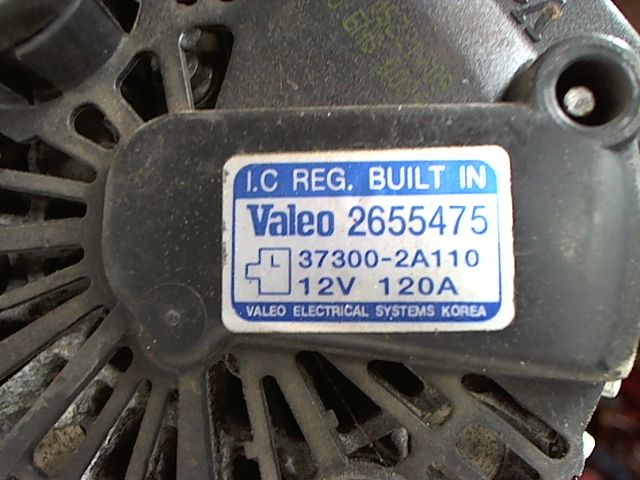 I.C REG. BUILT IN
Valeo 2655475
L 37300-2A110
12V 120A
VALEO ELECTRICAL SYSTEMS KOREA